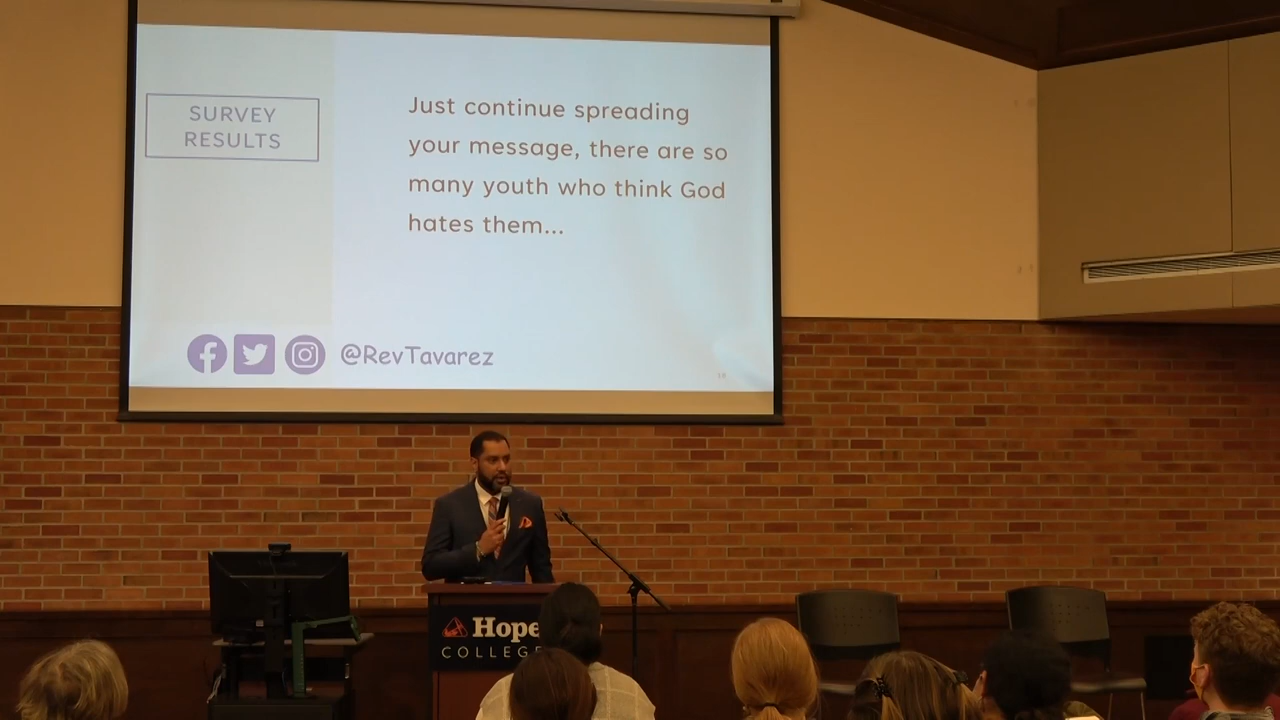 SURVEY
RESULTS
Just continue spreading
your message, there are so
many youth who think God
hates them...
@RevTavarez
Hope
COLLEGE